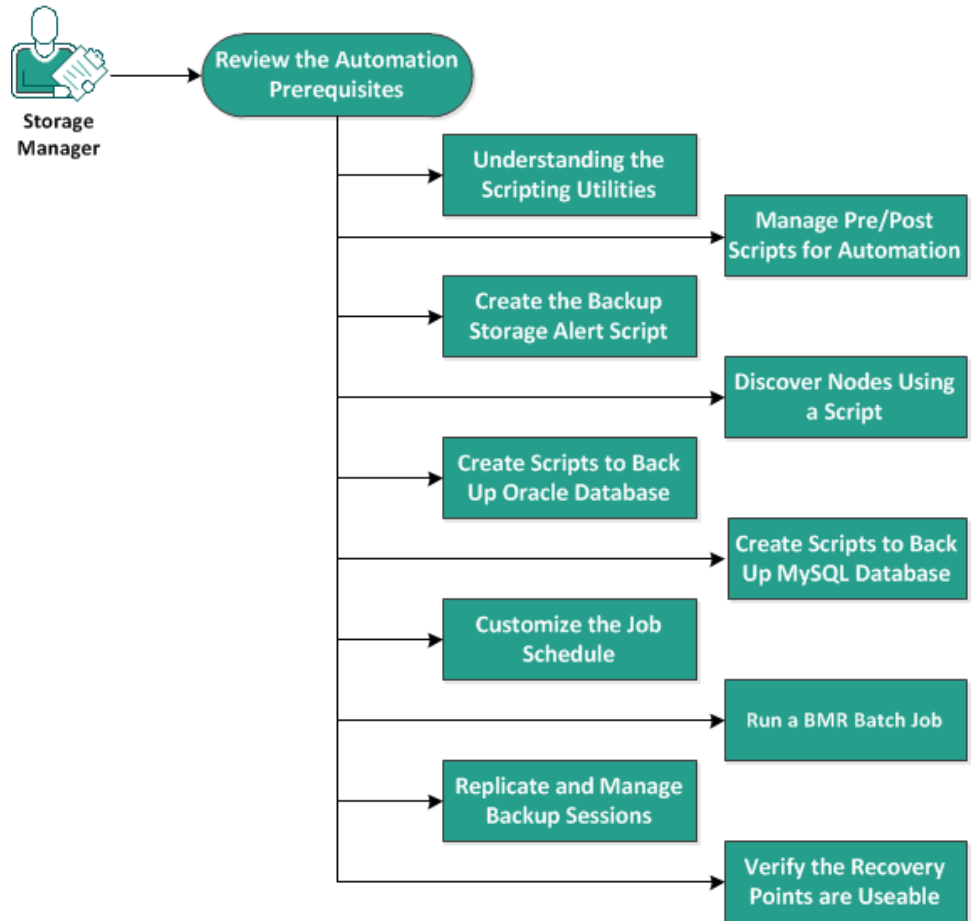 Storage
Manager
Review the Automation
Prerequisites
Understanding the
Scripting Utilities
Manage Pre/Post
Scripts for Automation
Create the Backup
Storage Alert Script
Discover Nodes Using
a Script
Create Scripts to Back
Up Oracle Database
Create Scripts to Back
Up MySQL Database
Customize the Job
Schedule
Run a BMR Batch Job
Replicate and Manage
Backup Sessions
Verify the Recovery
Points are Useable